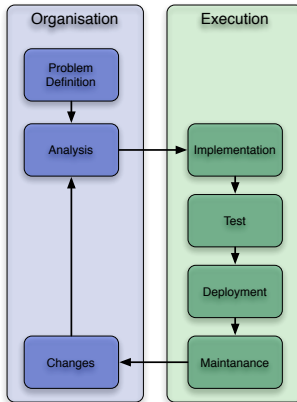 Organisation
Execution
Problem
Definition
Analysis
Implementation
Test
Deployment
Changes
Maintanance